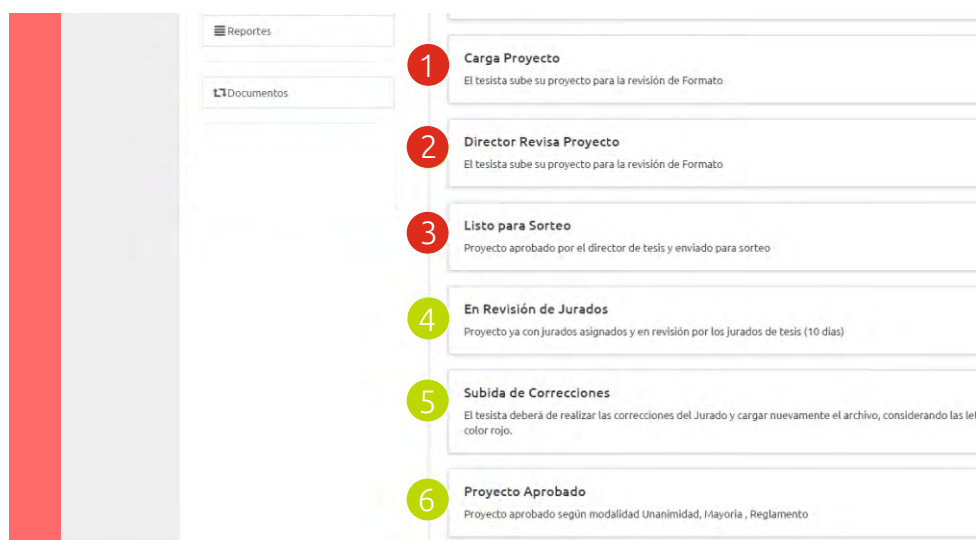 Reportes
Documentos
1
Carga Proyecto
El tesista sube su proyecto para la revisión de Formato
2
Director Revisa Proyecto
El tesista sube su proyecto para la revisión de Formato
3
Listo para Sorteo
Proyecto aprobado por el director de tesis y enviado para sorteo
4
En Revisión de Jurados
Proyecto ya con jurados asignados y en revisión por los jurados de tesis (10 dias)
5
Subida de Correcciones
El tesista deberá de realizar las correcciones del Jurado y cargar nuevamente el archivo, considerando las
color rojo.
6
Proyecto Aprobado
Proyecto aprobado según modalidad Unanimidad, Mayoria , Reglamento